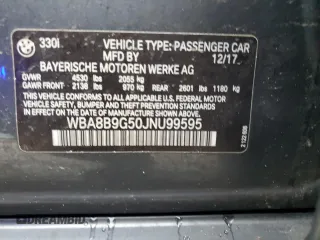 330i VEHICLE TYPE: PASSENGER CAR
MFD BY 12/17
BAYERISCHE MOTOREN WERKE AG
GVWR 4530 lbs 2055 kg
GAWR/FRONT 2138 lbs 970 kg REAR 2601 lbs 1180 kg
THIS VEHICLE CONFORMS TO ALL APPLICABLE U.S. FEDERAL MOTOR
VEHICLE SAFETY, BUMPER, AND THEFT PREVENTION STANDARDS
IN EFFECT ON THE DATE OF MANUFACTURE SHOWN ABOVE.
WBA8B9G50JNU99595
DREAMBID